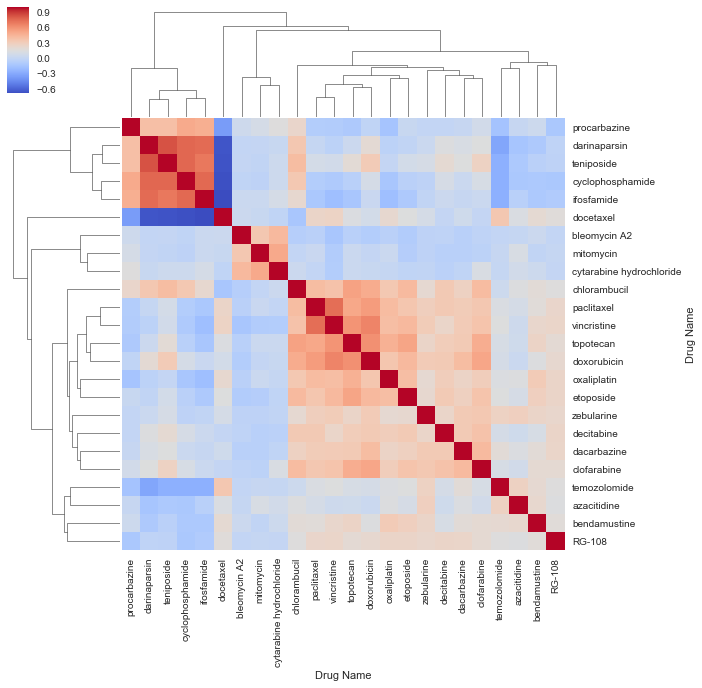 0.9
0.6
0.3
0.0
−0.3
−0.6
procarbazine
darinaparsin
teniposide
cyclophosphamide
ifosfamide
docetaxel
bleomycin A2
mitomycin
cytarabine hydrochloride
chlorambucil
paclitaxel
vincristine
topotecan
doxorubicin
oxaliplatin
etoposide
zebularine
decitabine
dacarbazine
clofarabine
temozolomide
azacitidine
bendamustine
RG-108
Drug Name
procarbazine
darinaparsin
teniposide
cyclophosphamide
ifosfamide
docetaxel
bleomycin A2
mitomycin
cytarabine hydrochloride
chlorambucil
paclitaxel
vincristine
topotecan
doxorubicin
oxaliplatin
etoposide
zebularine
decitabine
dacarbazine
clofarabine
temozolomide
azacitidine
bendamustine
RG-108
Drug Name